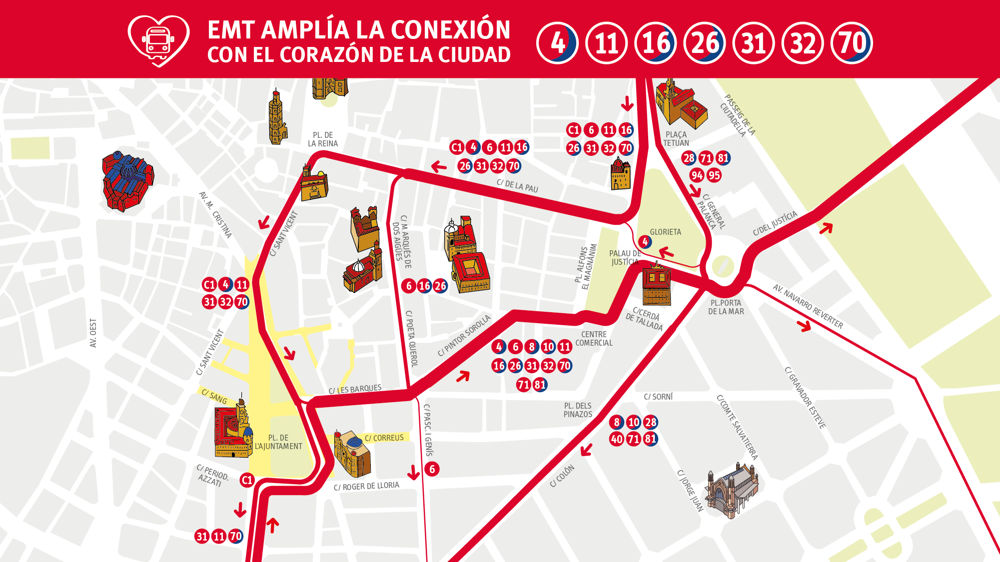 EMT AMPLÍA LA CONEXIÓN
CON EL CORAZÓN DE LA CIUDAD
4 11 16 26 31 32 70
PASSEIG DE LA
CIUTADELLA
PL. DE
LA REINA
C1 6 11 16
26 31 32 70
PLAÇA
TETUAN
C1 4 6 11 16
26 31 32 70
28 71 81
94 95
C/ DE LA PAU
AV. M. CRISTINA
C/ SANT VICENT
C/ GENERAL
PALANCA
C/DEL JUSTÍCIA
C/ M ARQUÉS DE
DOS AIGÜES
GLORIETA
4
PALAU DE
JUSTÍCIA
PL. ALFONS
EL MAGNÀNIM
C1 4 11
31 32 70
6 16 26
PL.PORTA
DE LA MAR
AV. NAVARRO REVERTER
C/CERDÀ
DE TALLADA
AV. OEST
C/ SANT VICENT
C/ POETA QUEROL
C/ PINTOR SOROLLA
CENTRE
COMERCIAL
4 6 8 10 11
16 26 31 32 70
71 81
C/ LES BARQUES
C/ SANG
C/ SORNÍ
C/ GRAVADOR ESTEVE
C/COMTE SALVATIERRA
PL. DELS
PINAZOS
8 10 28
40 71 81
C/ PASC. I GENÍS
PL. DE
L'AJUNTAMENT
C/ CORREUS
6
C/ PERIOD.
AZZATI
C1
C/ ROGER DE LLORIA
C/ COLÓN
C/ JORGE JUAN
31 11 70